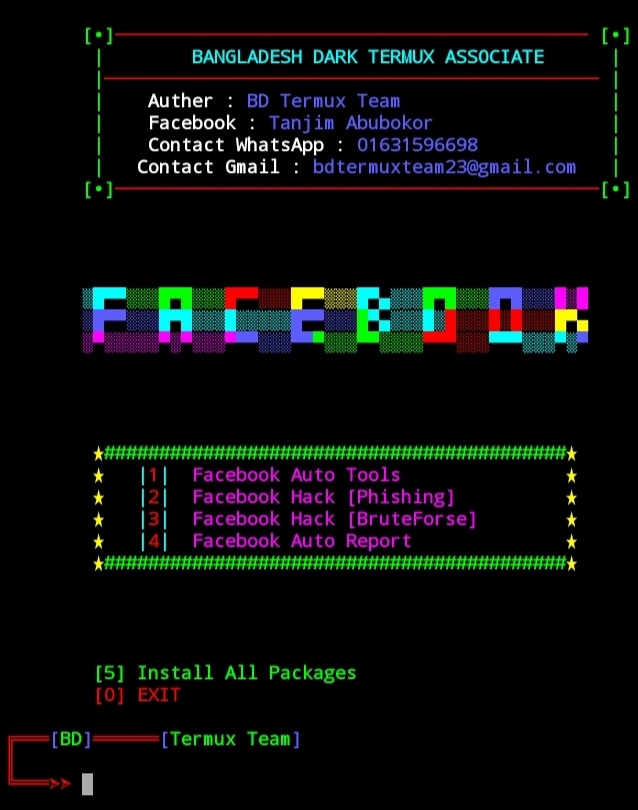 [•] [•]
BANGLADESH DARK TERMUX ASSOCIATE
Auther : BD Termux Team
Facebook : Tanjim Abubokor
Contact WhatsApp : 01631596698
Contact Gmail : bdtermuxteam23@gmail.com
[•] [•]
FACEBOOK
★##########################################★
★ |1| Facebook Auto Tools ★
★ |2| Facebook Hack [Phishing] ★
★ |3| Facebook Hack [BruteForse] ★
★ |4| Facebook Auto Report ★
★##########################################★
[5] Install All Packages
[0] EXIT
[BD] [Termux Team]
>>